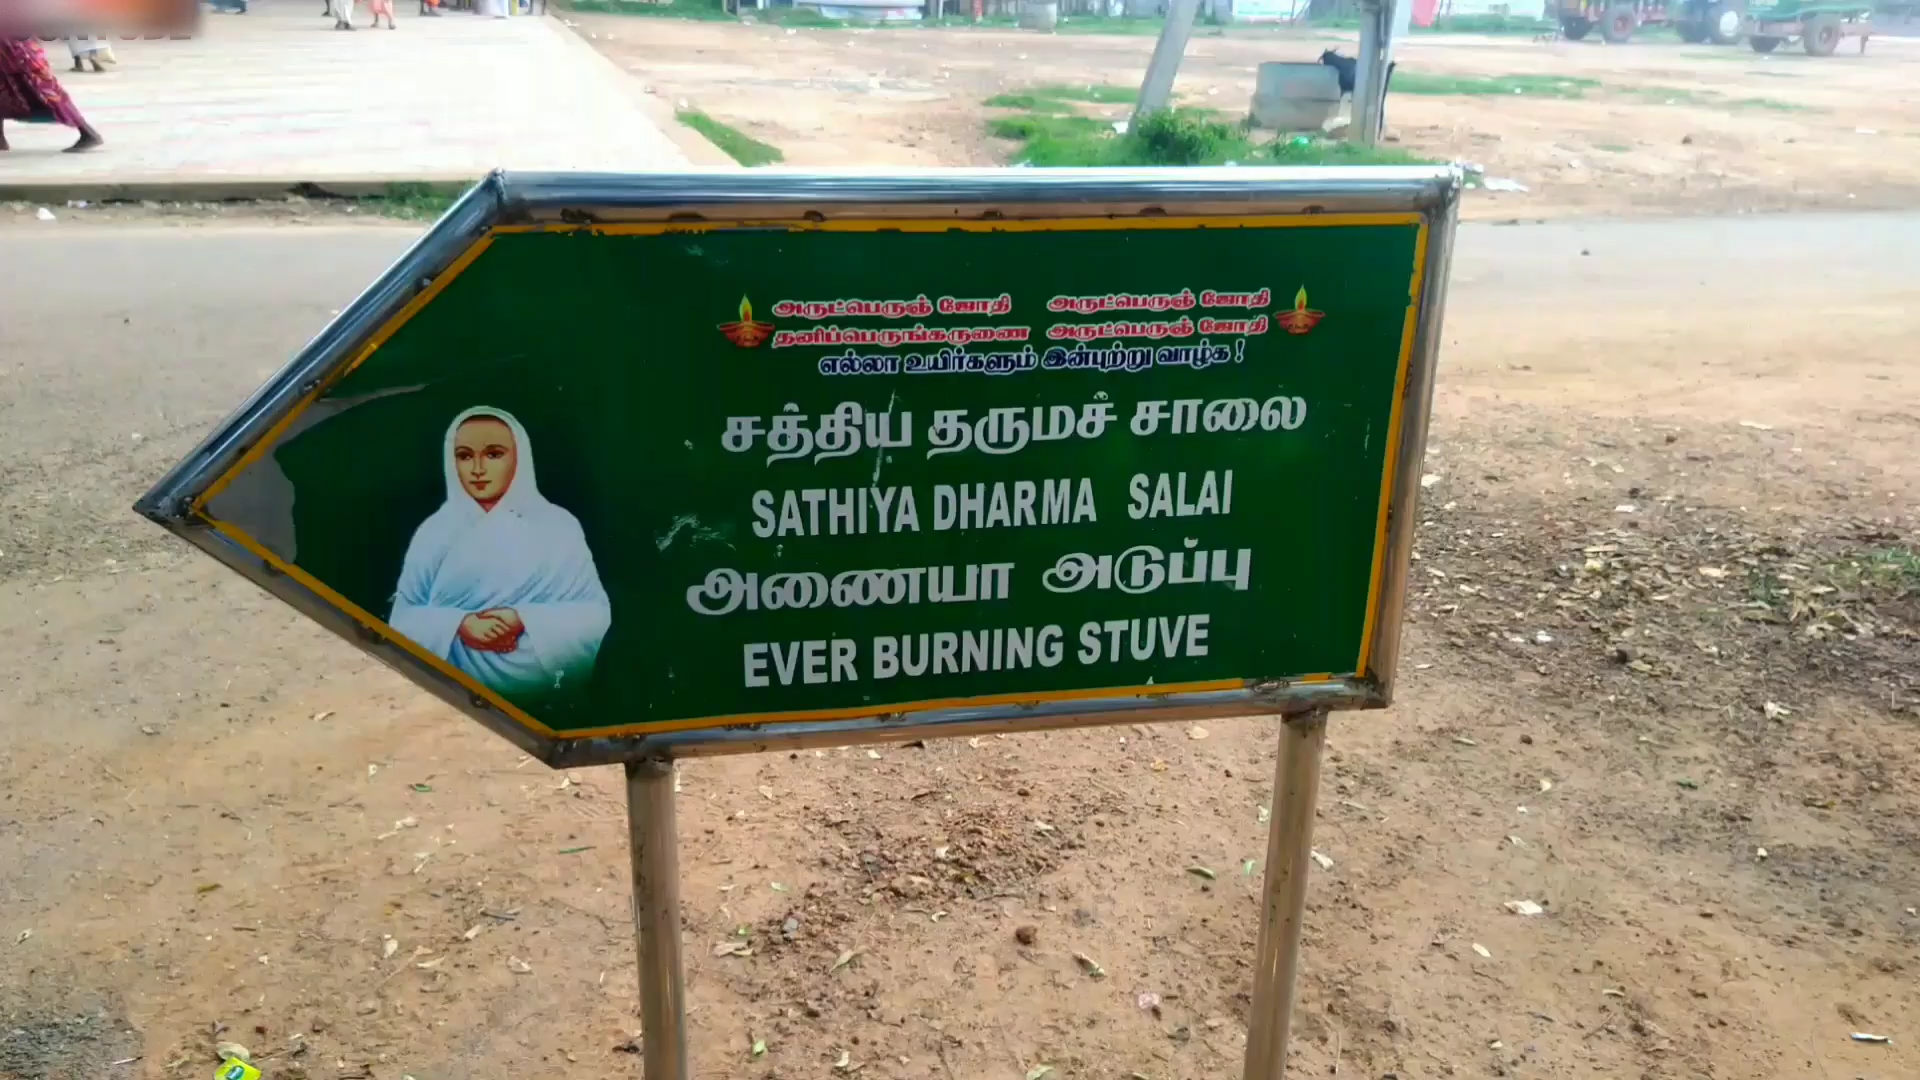 அருட்பெருஞ் ஜோதி அருட்பெருஞ் ஜோதி
தனிப்பெருங்கருணை அருட்பெருஞ் ஜோதி
எல்லா உயிர்களும் இன்புற்று வாழ்க !
சத்திய தருமச் சாலை
SATHIYA DHARMA SALAI
அணையா அடுப்பு
EVER BURNING STUVE